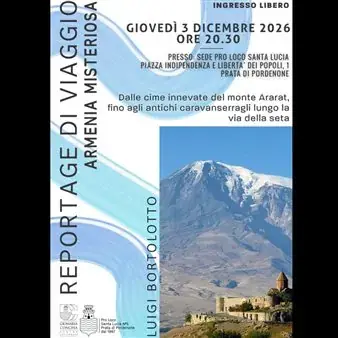 INGRESSO LIBERO
GIOVEDÌ 3 DICEMBRE 2026
ORE 20.30
PRESSO: SEDE PRO LOCO SANTA LUCIA
PIAZZA INDIPENDENZA E LIBERTA' DEI POPOLI, 1
PRATA DI PORDENONE
Dalle cime innevate del monte Ararat,
fino agli antichi caravanserragli lungo la
via della seta
REPORTAGE DI VIAGGIO
ARMENIA MISTERIOSA
LUIGI BORTOLOTTO
Pro Loco
Santa Lucia APS
Prata di Pordenone